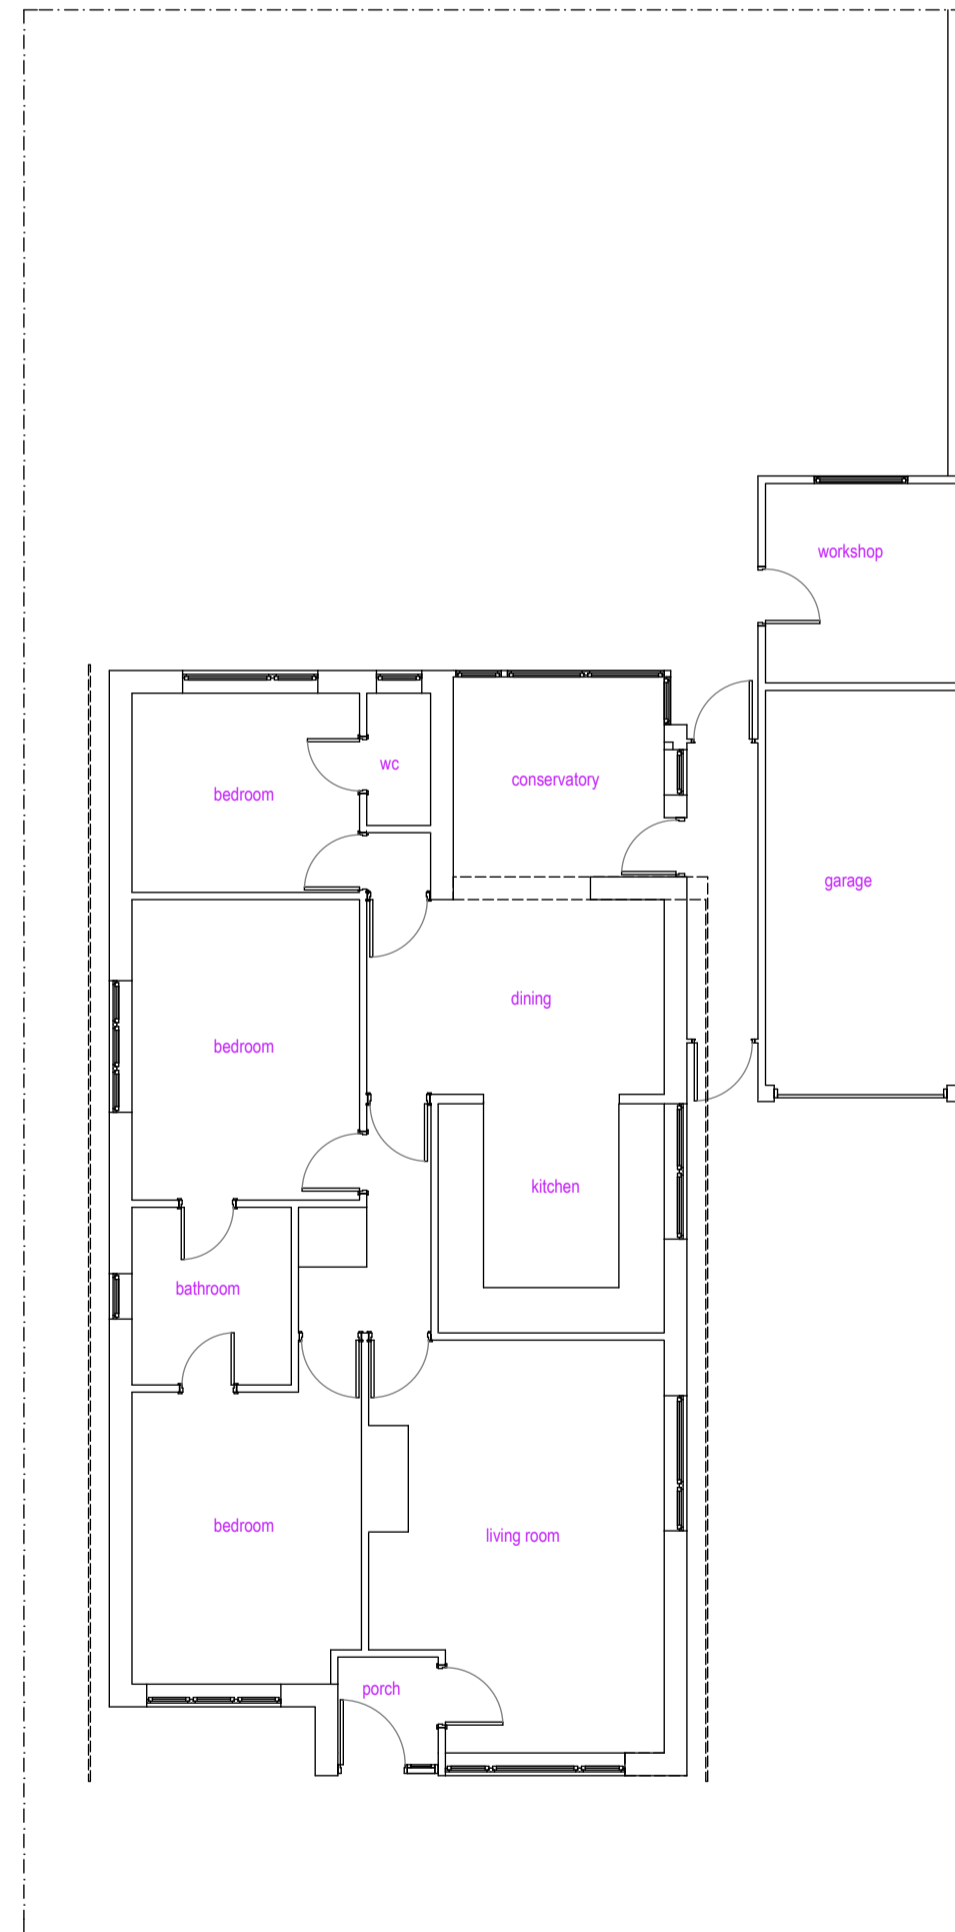 workshop
wc
conservatory
bedroom
garage
dining
bedroom
kitchen
bathroom
bedroom
living room
porch